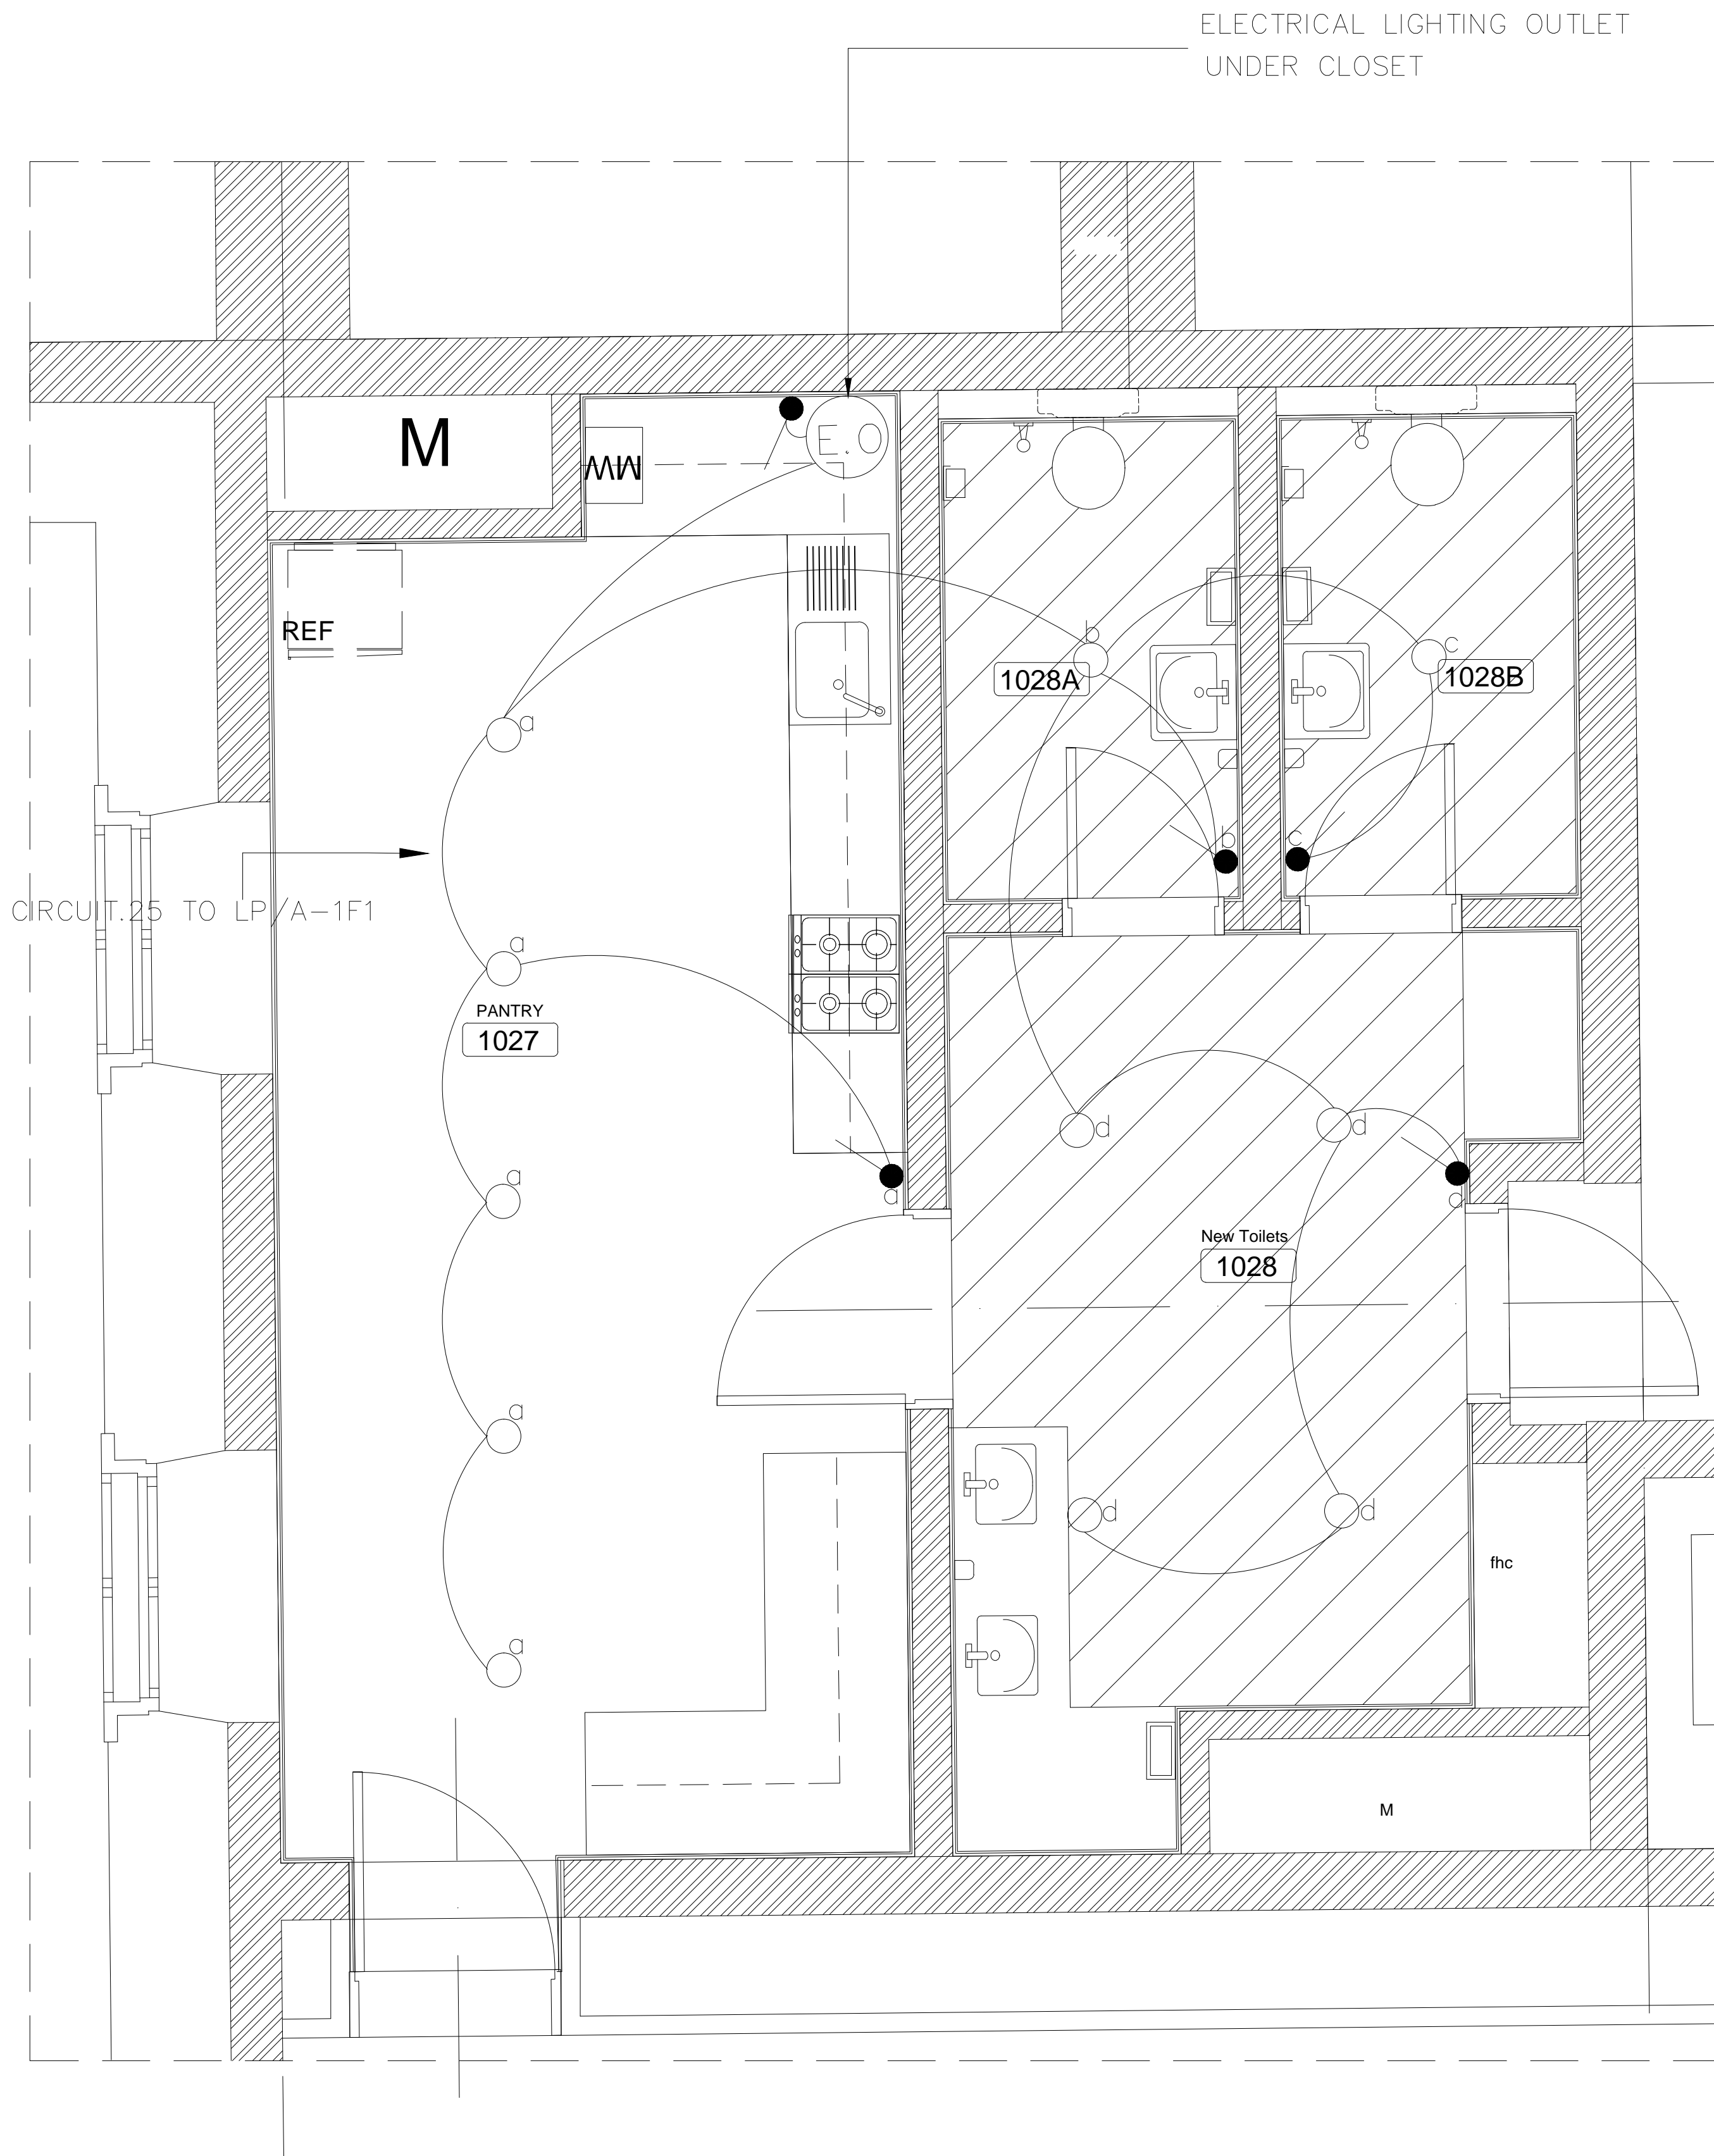 ELECTRICAL LIGHTING OUTLET
UNDER CLOSET
M
MW
E
REF
a
b
1028A
c
1028B
b
c
CIRCUIT.25 TO LP/A-1F1
a
PANTRY
1027
d
d
a
a
d
New Toilets
1028
a
d
d
fhc
a
M